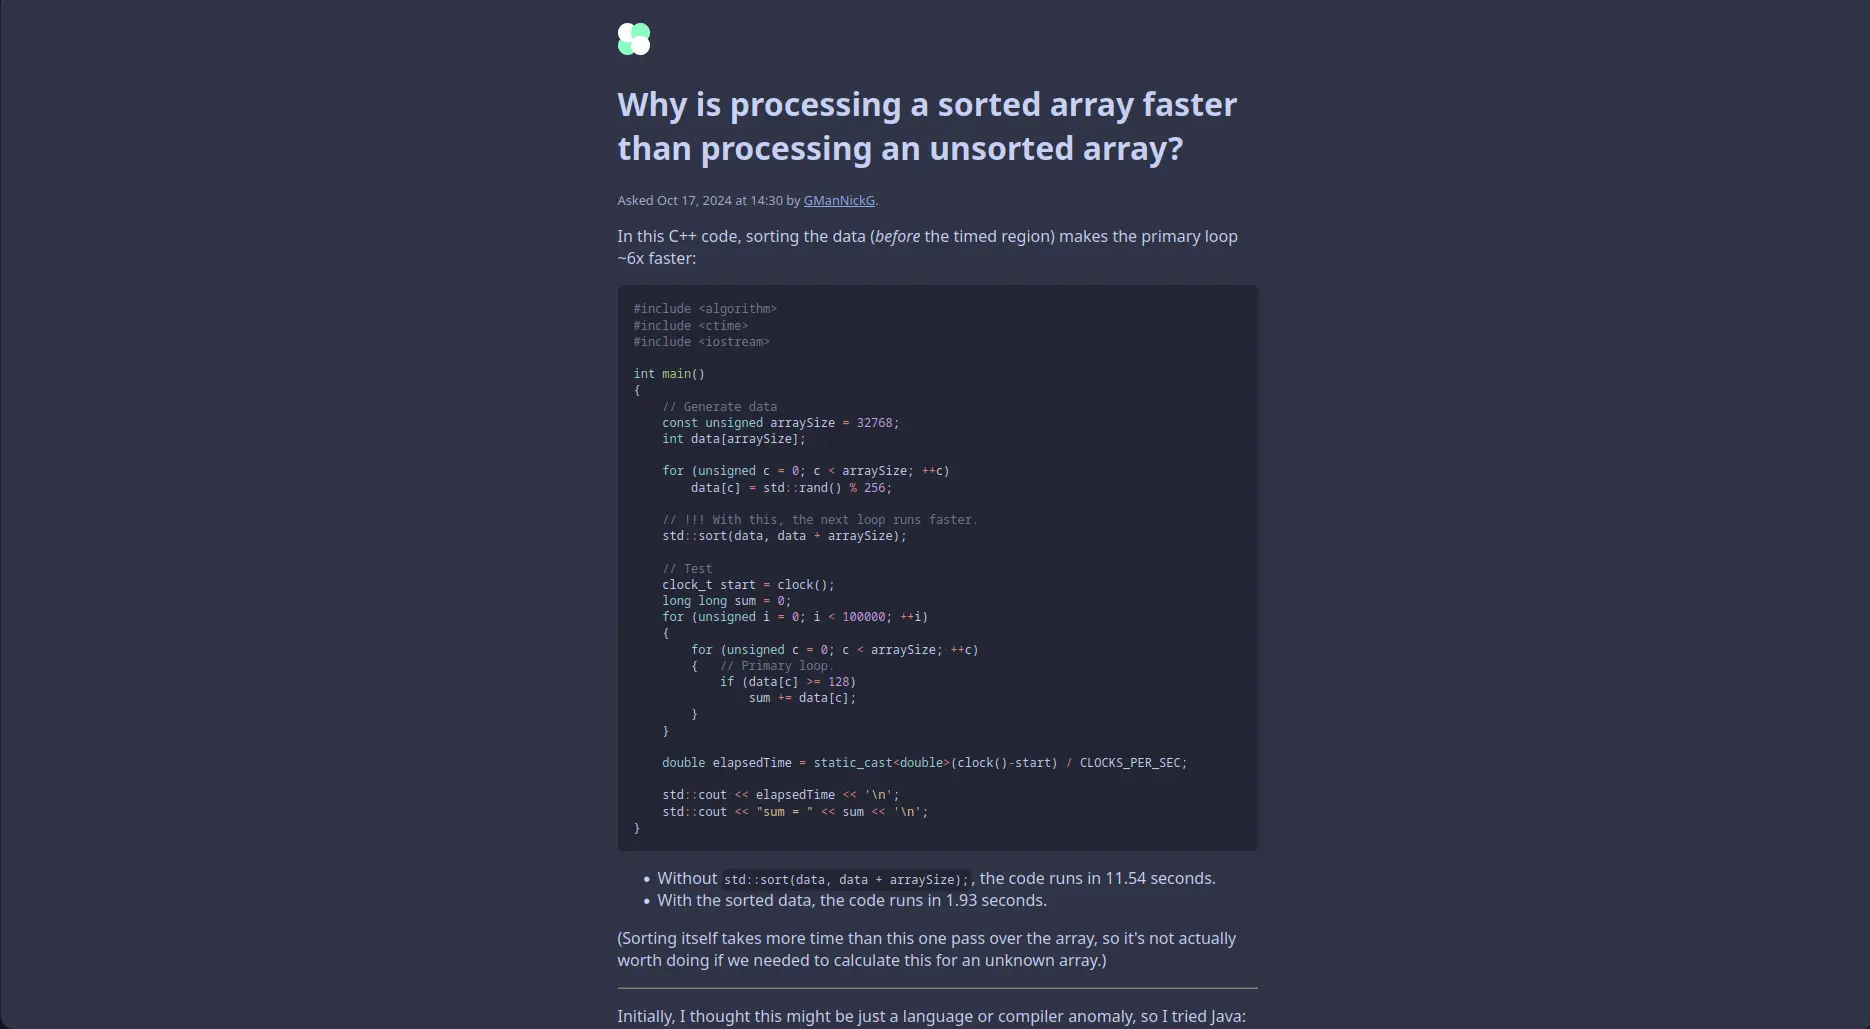 Why is processing a sorted array faster
than processing an unsorted array?
Asked Oct 17, 2024 at 14:30 by GManNickG.
In this C++ code, sorting the data (before the timed region) makes the primary loop
~6x faster:
#include <algorithm>
#include <ctime>
#include <iostream>
int main()
{
    // Generate data
    const unsigned arraySize = 32768;
    int data[arraySize];
    for (unsigned c = 0; c < arraySize; ++c)
        data[c] = std::rand() % 256;
    // !!! With this, the next loop runs faster.
    std::sort(data, data + arraySize);
    // Test
    clock_t start = clock();
    long long sum = 0;
    for (unsigned i = 0; i < 100000; ++i)
    {
        for (unsigned c = 0; c < arraySize; ++c)
        {   // Primary loop.
            if (data[c] >= 128)
                sum += data[c];
        }
    }
    double elapsedTime = static_cast<double>(clock()-start) / CLOCKS_PER_SEC;
    std::cout << elapsedTime << '\n';
    std::cout << "sum = " << sum << '\n';
}
• Without std::sort(data, data + arraySize);, the code runs in 11.54 seconds.
• With the sorted data, the code runs in 1.93 seconds.
(Sorting itself takes more time than this one pass over the array, so it's not actually
worth doing if we needed to calculate this for an unknown array.)
Initially, I thought this might be just a language or compiler anomaly, so I tried Java: